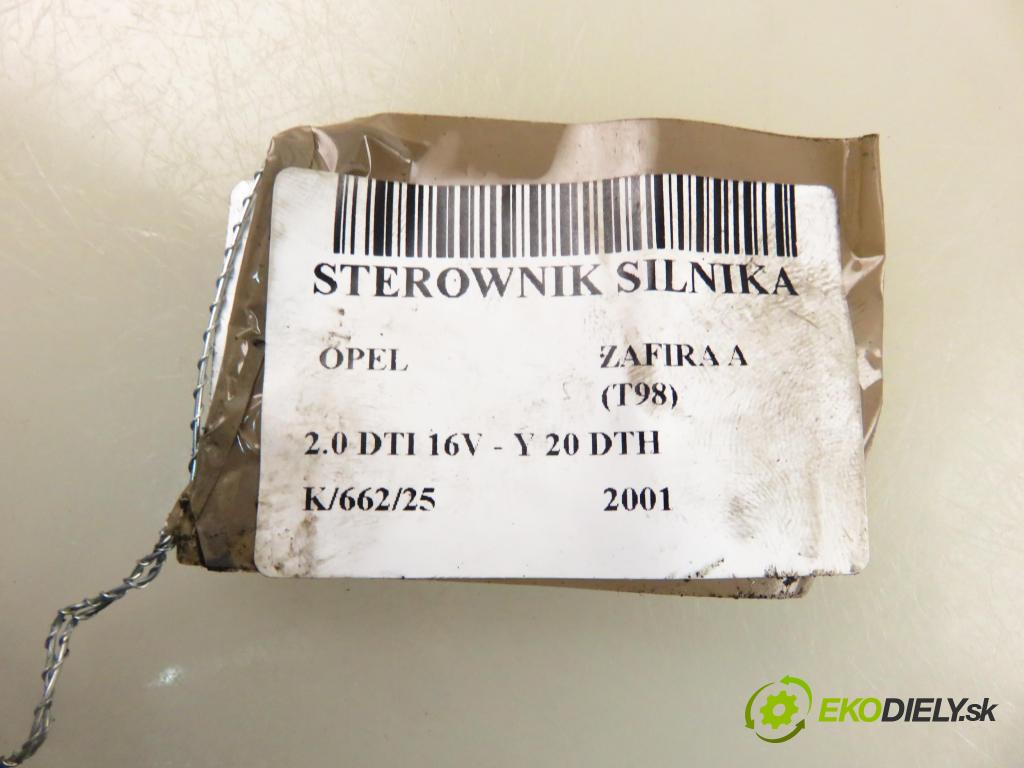 STEROWNIK SILNIKA
OPEL ZAFIRA A
(T98)
2.0 DTI 16V - Y 20 DTH
K/662/25 2001
EKODIELY.sk